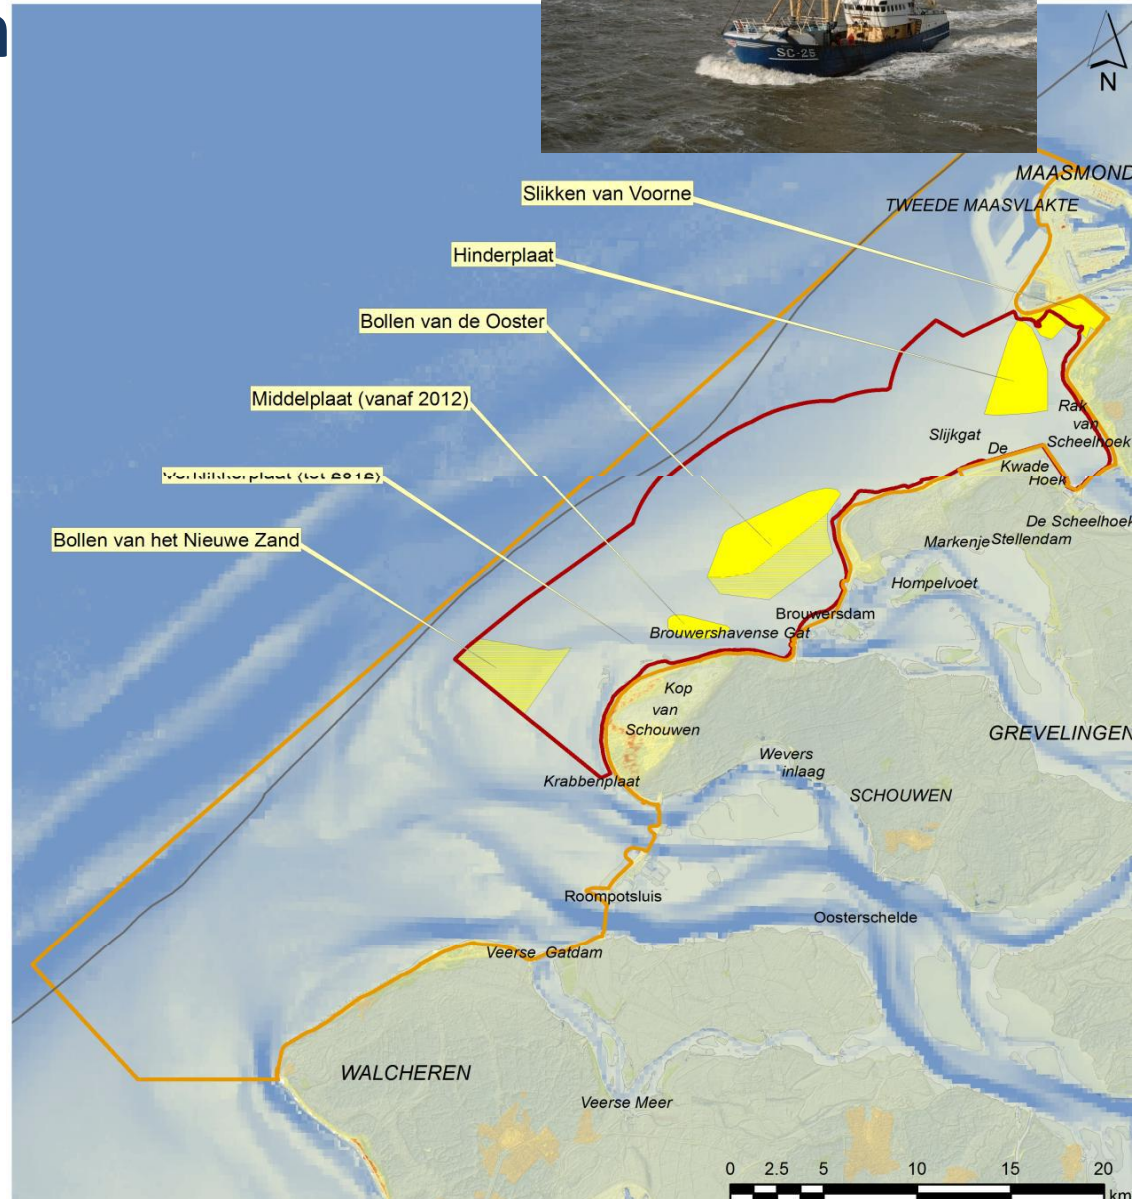 SC-25
N
MAASMOND
TWEEDE MAASVLAKTE
Slikken van Voorne
Hinderplaat
Bollen van de Ooster
Middelplaat (vanaf 2012)
Bollen van het Nieuwe Zand
Rak
van
Scheelhoek
Slijkgat
De
Kwade
Hoek
De Scheelhoek
Stellendam
Markenje
Hompelvoet
Brouwersdam
Brouwershavense Gat
Kop
van
Schouwen
GREVELINGEN
Wevers
inlaag
Krabbenplaat
SCHOUWEN
Roompotsluis
Oosterschelde
Veerse Gatdam
WALCHEREN
Veerse Meer
0 2.5 5 10 15 20
km